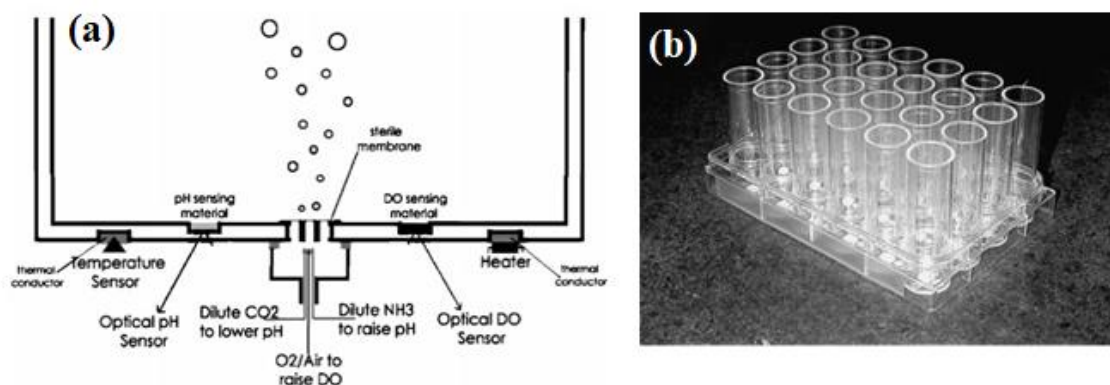 (a)
sterile
membrane
pH sensing
material
DO sensing
material
thermal
conductor
Temperature
Sensor
Heater
thermal
conductor
Optical pH
Sensor
Dilute CO2
to lower pH
Dilute NH3
to raise pH
Optical DO
Sensor
O2/Air to
raise DO
(b)